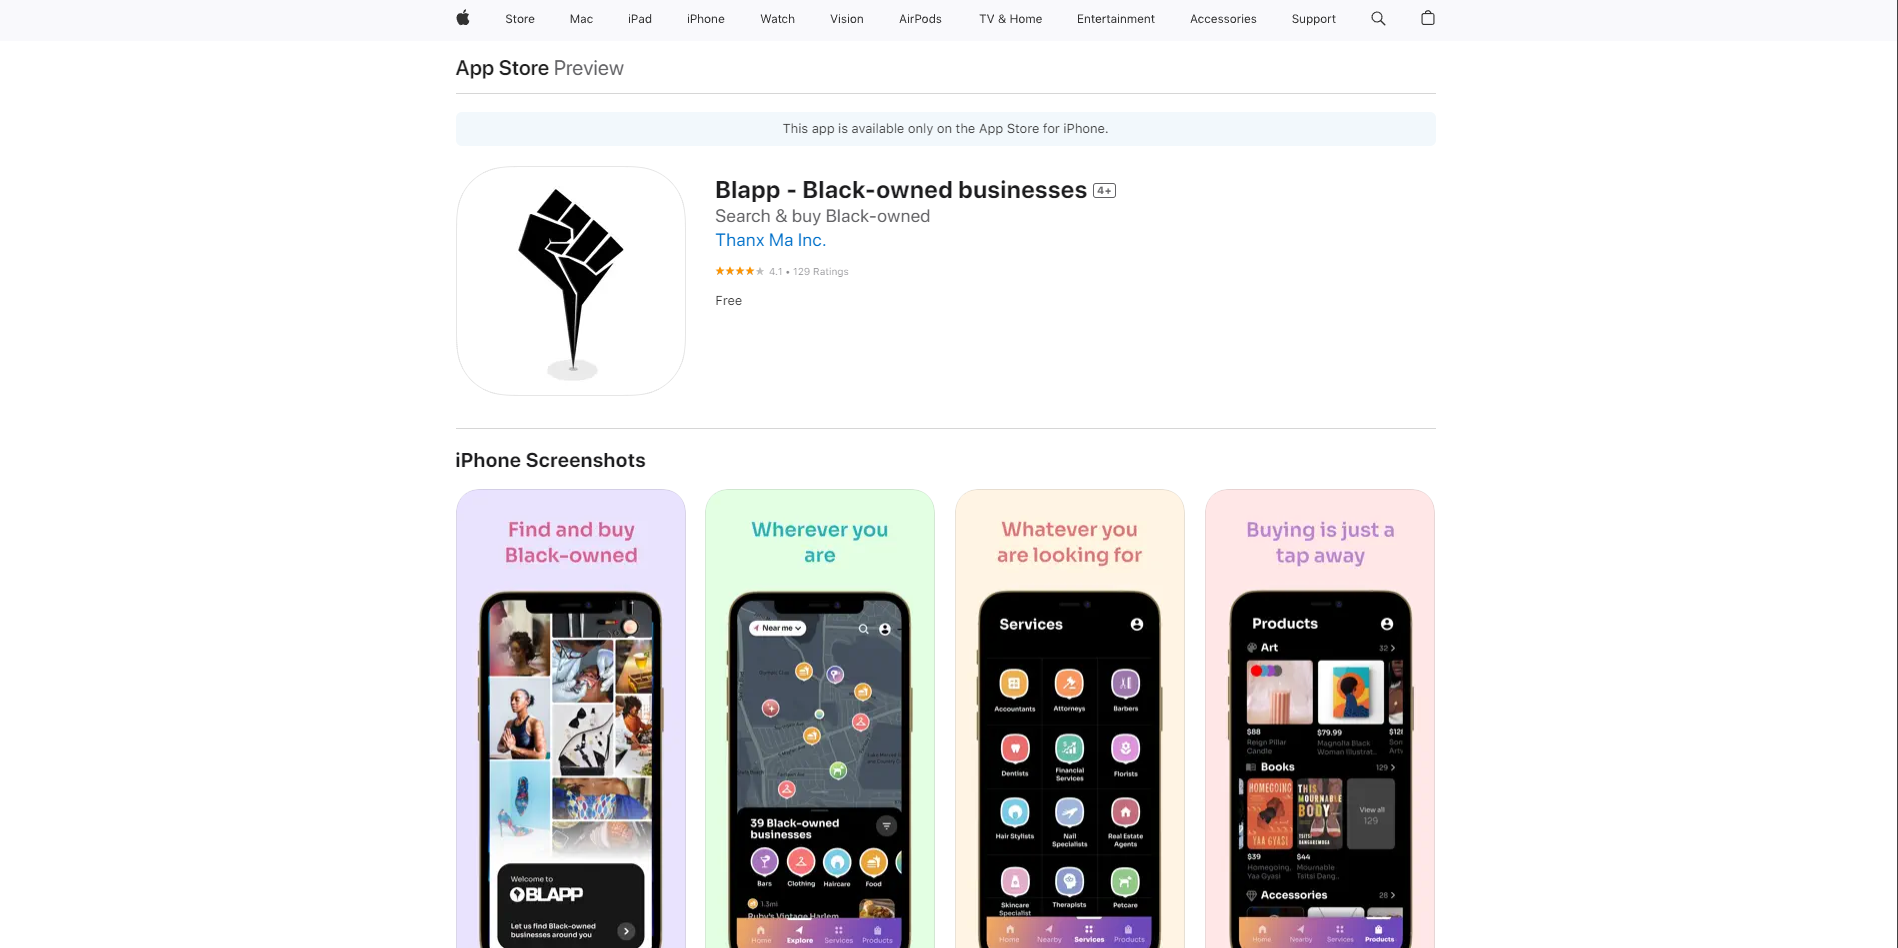 Store Mac iPad iPhone Watch Vision AirPods TV & Home Entertainment Accessories Support
App Store Preview
This app is available only on the App Store for iPhone.
Blapp - Black-owned businesses 4+
Search & buy Black-owned
Thanx Ma Inc.
4.1 • 129 Ratings
Free
iPhone Screenshots
Find and buy
Black-owned
Welcome to
BLAPP
Let us find Black-owned
businesses around you
Wherever you
are
Near me
39 Black-owned
businesses
Bars Clothing Haircare Food
1.3mi
Ruby's Vintage Harlem
Home Explore Services Products
Whatever you
are looking for
Services
Accountants Attorneys Barbers
Dentists Financial Services Florists
Hair Stylists Nail Specialists Real Estate Agents
Skincare Specialist Therapists Petcare
Home Nearby Services Products
Buying is just a
tap away
Products
Art 32
$88 $79.99 $12
Reign Pillar Candle Magnolia Black Woman Illustrat..
Books 129
HOMEGOING YAA GYASI
THIS MOURNABLE BODY TSITSI DANGAREMBGA
View all
129
$39 $44
Homegoing, Yaa Gyasi Mournable Taitsi Dang..
Accessories 28
Home Nearby Services Products